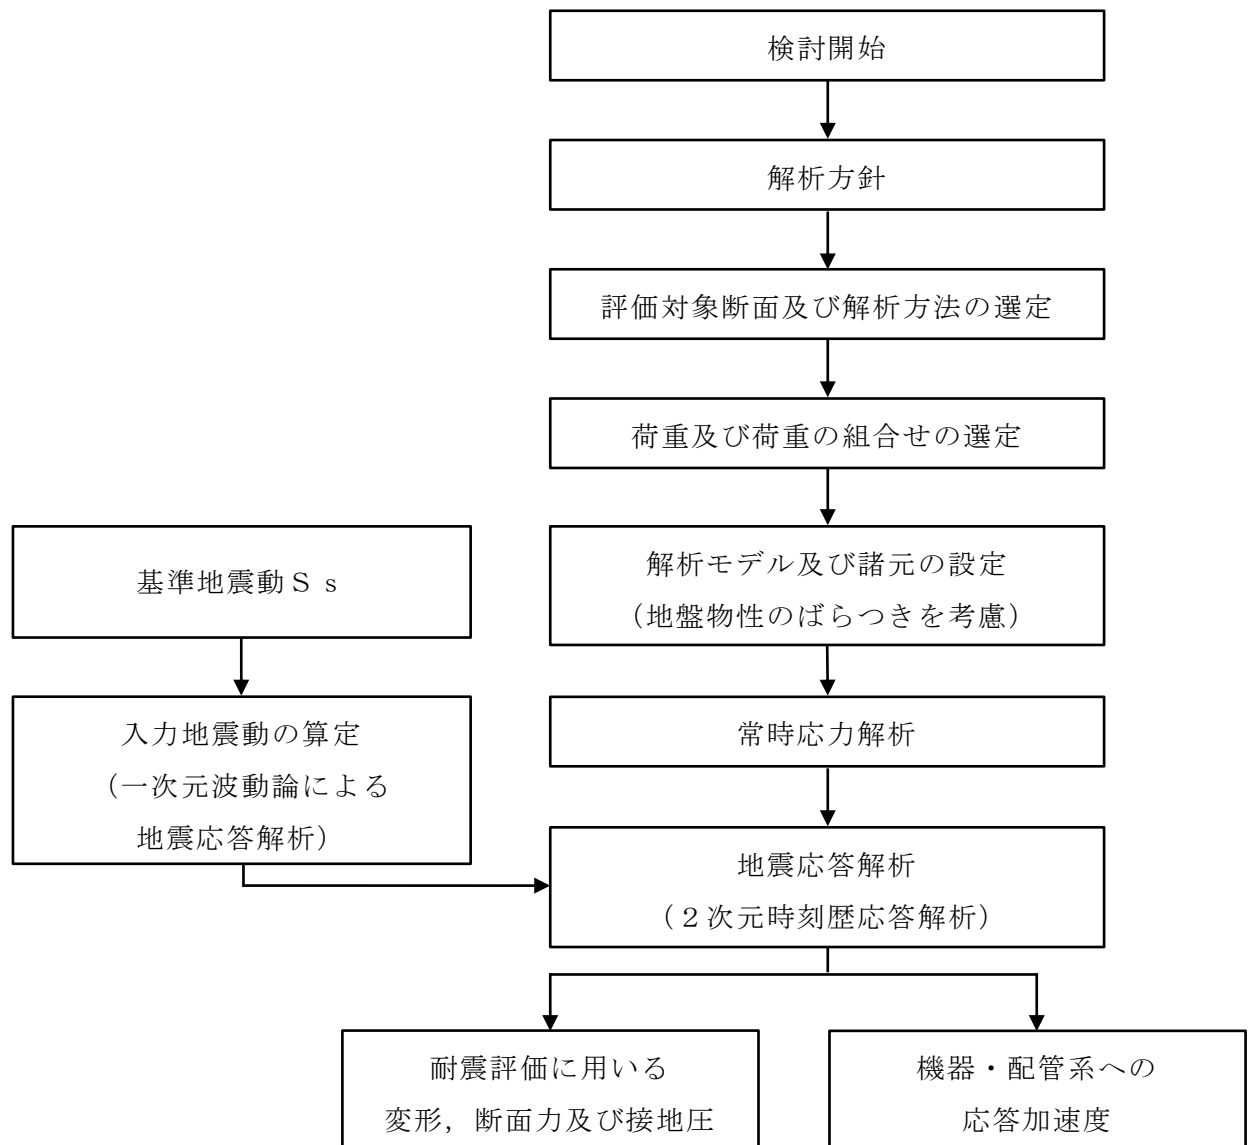 検討開始
解析方針
評価対象断面及び解析方法の選定
荷重及び荷重の組合せの選定
基準地震動Ｓｓ
解析モデル及び諸元の設定
（地盤物性のばらつきを考慮）
入力地震動の算定
（一次元波動論による
地震応答解析）
常時応力解析
地震応答解析
（２次元時刻歴応答解析）
耐震評価に用いる
変形，断面力及び接地圧
機器・配管系への
応答加速度